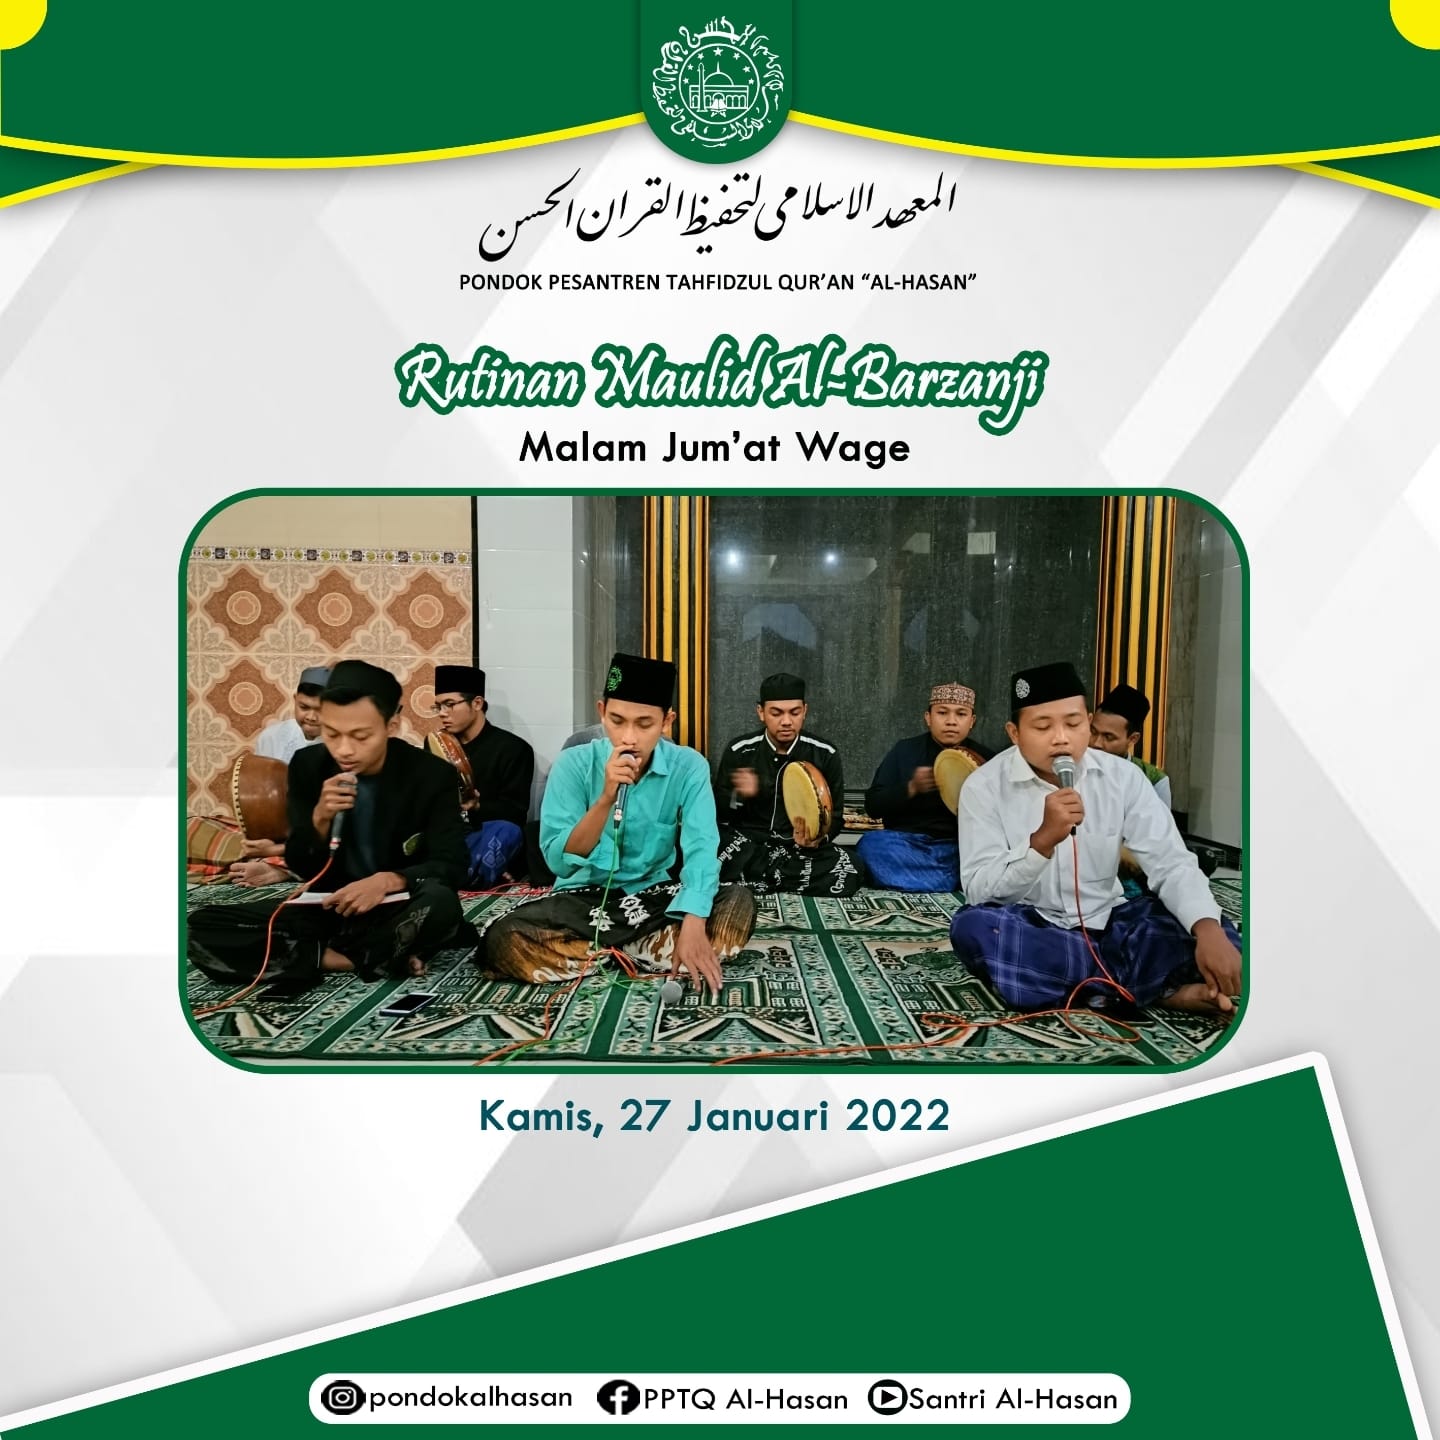 المعهد الاسلامي لتحفيظ القران الحسن
PONDOK PESANTREN TAHFIDZUL QUR’AN “AL-HASAN”
Rutinan Maulid Al-Barzanji
Malam Jum’at Wage
Kamis, 27 Januari 2022
pondokalhasan PPTQ Al-Hasan Santri Al-Hasan